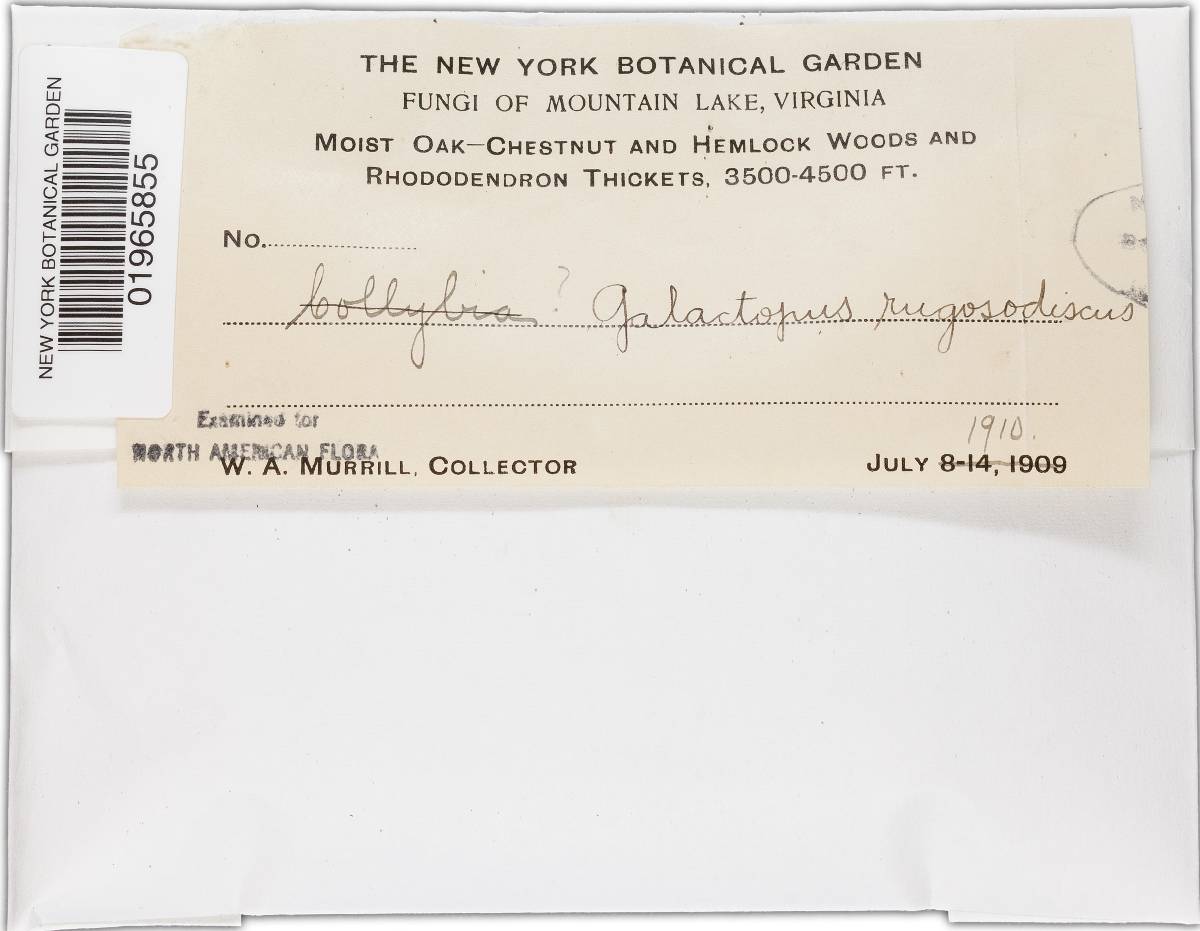 THE NEW YORK BOTANICAL GARDEN
FUNGI OF MOUNTAIN LAKE, VIRGINIA
MOIST OAK—CHESTNUT AND HEMLOCK WOODS AND
RHODODENDRON THICKETS, 3500-4500 FT.
NEW YORK BOTANICAL GARDEN
01965855
No.
Collybia ? Galactopus rugosodiscus
Examined for
NORTH AMERICAN FLORA
1910.
W. A. MURRILL, COLLECTOR
JULY 8-14, 1909